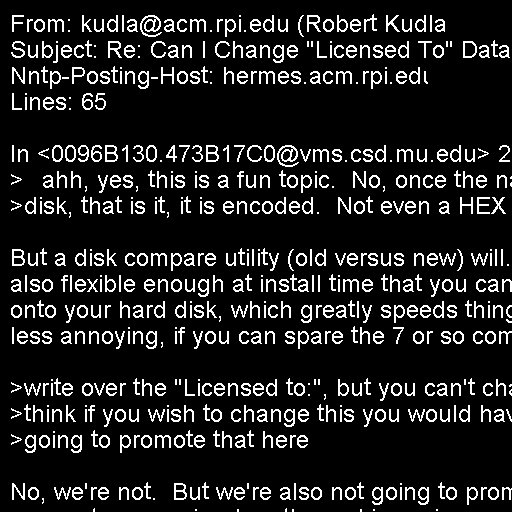 From: kudla@acm.rpi.edu (Robert Kudla
Subject: Re: Can I Change "Licensed To" Data
Nntp-Posting-Host: hermes.acm.rpi.edu
Lines: 65

In <0096B130.473B17C0@vms.csd.mu.edu> 2
>   ahh, yes, this is a fun topic.  No, once the na
>disk, that is it, it is encoded.  Not even a HEX

But a disk compare utility (old versus new) will.
also flexible enough at install time that you can
onto your hard disk, which greatly speeds thing
less annoying, if you can spare the 7 or so com

>write over the "Licensed to:", but you can't cha
>think if you wish to change this you would hav
>going to promote that here

No, we're not.  But we're also not going to prom